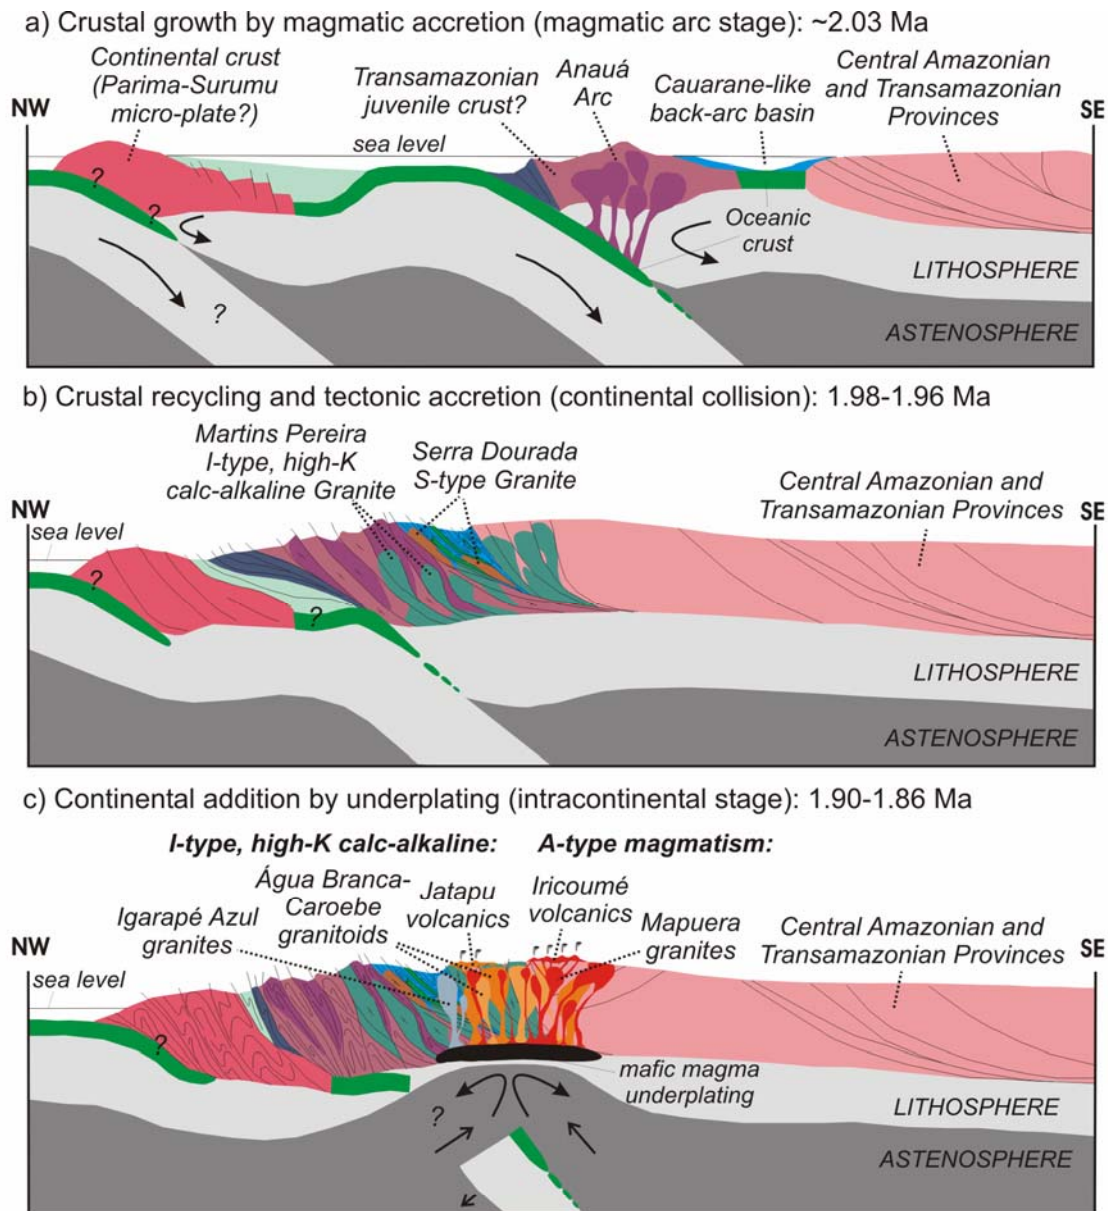 a) Crustal growth by magmatic accretion (magmatic arc stage): ~2.03 Ma
Continental crust
(Parima-Surumu
micro-plate?)
Transamazonian
juvenile crust?
Anauá
Arc
Cauarane-like
back-arc basin
Central Amazonian
and Transamazonian
Provinces
NW
SE
sea level
?
?
?
Oceanic
crust
LITHOSPHERE
ASTENOSPHERE
b) Crustal recycling and tectonic accretion (continental collision): 1.98-1.96 Ma
Martins Pereira
I-type, high-K
calc-alkaline Granite
Serra Dourada
S-type Granite
Central Amazonian and
Transamazonian Provinces
NW
SE
sea level
?
?
LITHOSPHERE
ASTENOSPHERE
c) Continental addition by underplating (intracontinental stage): 1.90-1.86 Ma
I-type, high-K calc-alkaline:
A-type magmatism:
Igarapé Azul
granites
Água Branca-
Caroebe
granitoids
Jatapu
volcanics
Iricoumé
volcanics
Mapuera
granites
Central Amazonian and
Transamazonian Provinces
NW
SE
sea level
?
mafic magma
underplating
?
LITHOSPHERE
ASTENOSPHERE